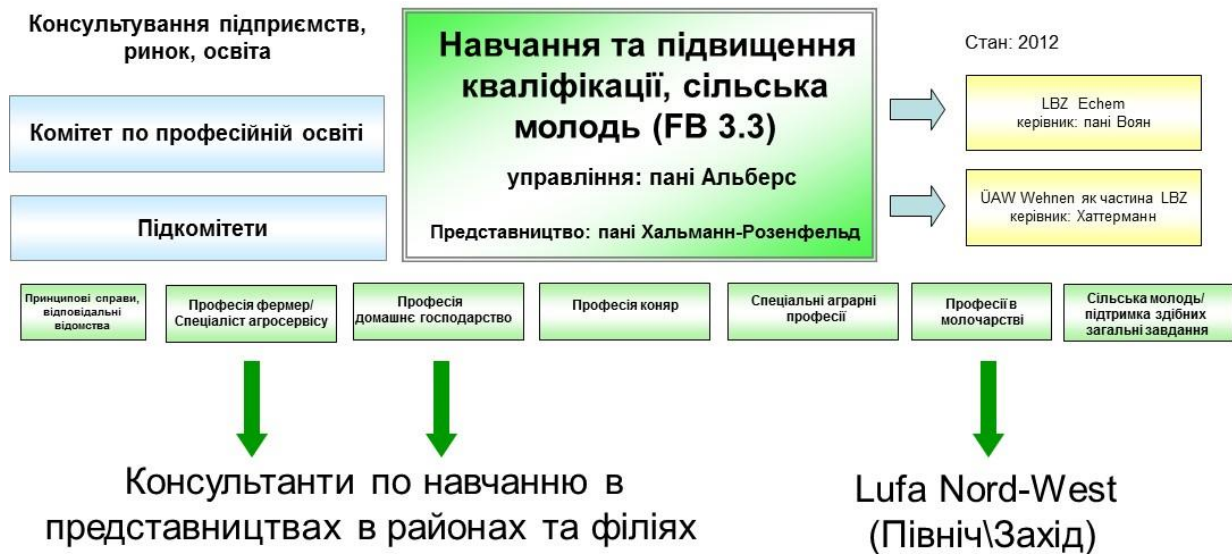 Консультування підприємств,
ринок, освіта
Комітет по професійній освіті
Підкомітети
Навчання та підвищення
кваліфікації, сільська
молодь (FB 3.3)
управління: пані Альберс
Представництво: пані Хальманн-Розенфельд
Стан: 2012
LBZ Echem
керівник: пані Воян
ÜAW Wehnen як частина LBZ
керівник: Хаттерманн
Принципові справи,
відповідальні
відомства
Професія фермер/
Спеціаліст агросервісу
Професія
домашнє господарство
Професія коняр
Спеціальні аграрні
професії
Професії в
молочарстві
Сільська молодь/
підтримка здібних
загальні завдання
Консультанти по навчанню в
представництвах в районах та філіях
Lufa Nord-West
(Північ\Захід)